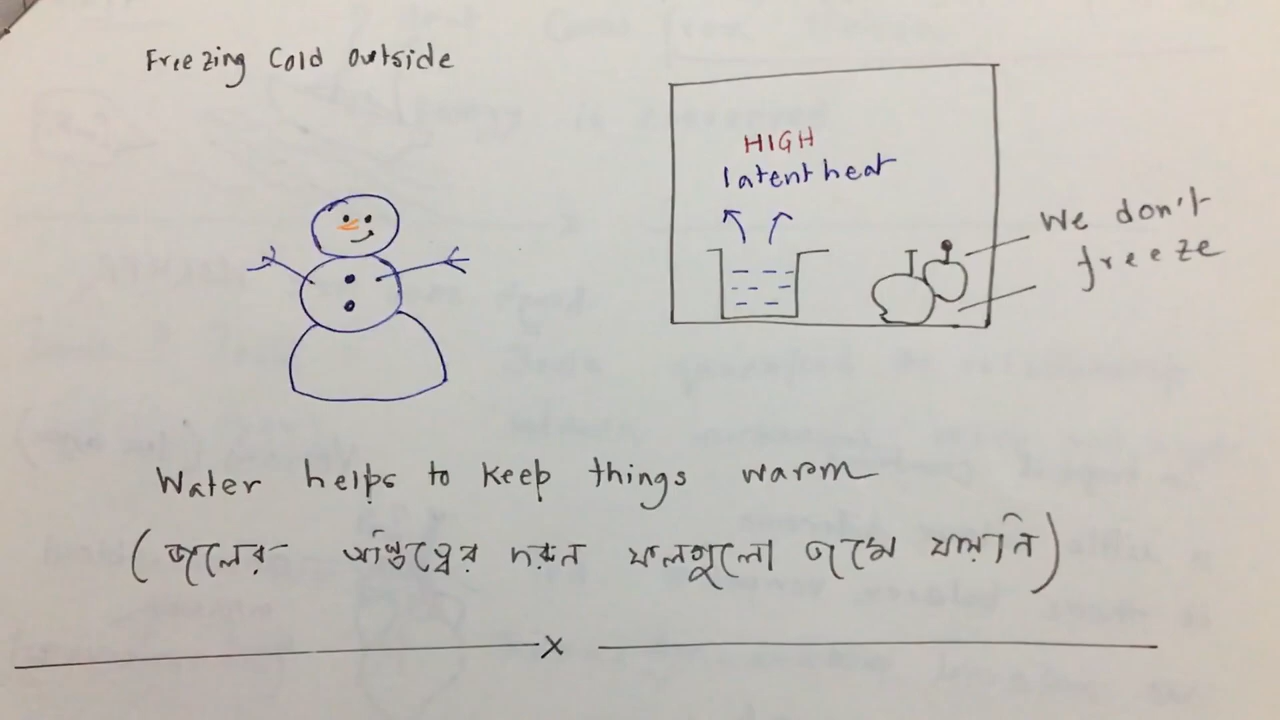 Freezing Cold Outside
HIGH
latent heat
We don't
freeze
Water helps to keep things warm
(জলের অস্তিত্বের দরুন ফলগুলো জমে যায়নি)
x